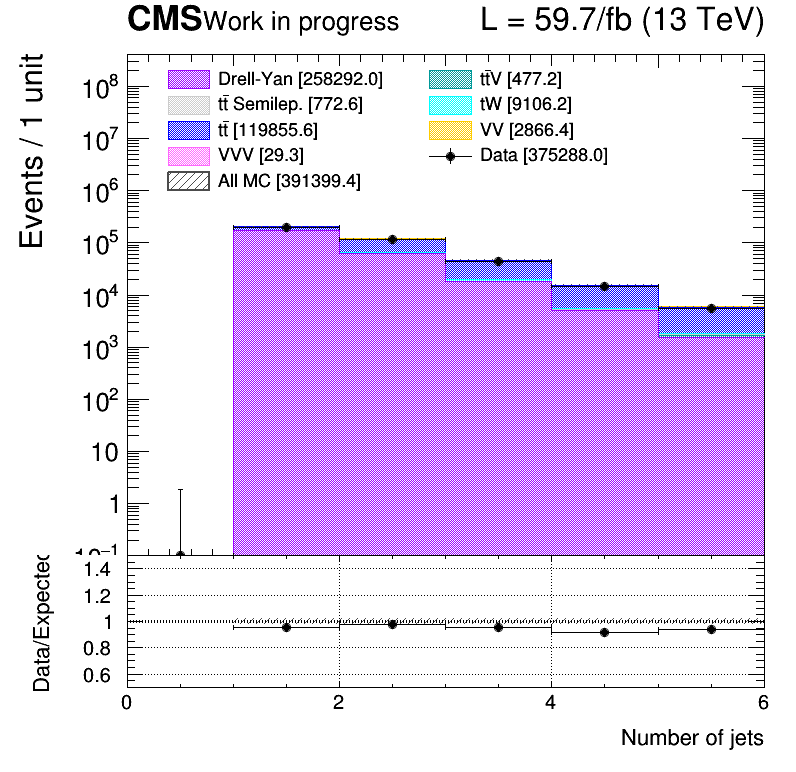 CMS Work in progress L = 59.7/fb (13 TeV)
Events / 1 unit
Drell-Yan [258292.0]
tt̄ Semilep. [772.6]
tt̄ [119855.6]
VVV [29.3]
All MC [391399.4]
tt̄V [477.2]
tW [9106.2]
VV [2866.4]
Data [375288.0]
10⁸
10⁷
10⁶
10⁵
10⁴
10³
10²
10
1
10⁻¹
Data/Expected
1.4
1.2
1
0.8
0.6
0 2 4 6
Number of jets